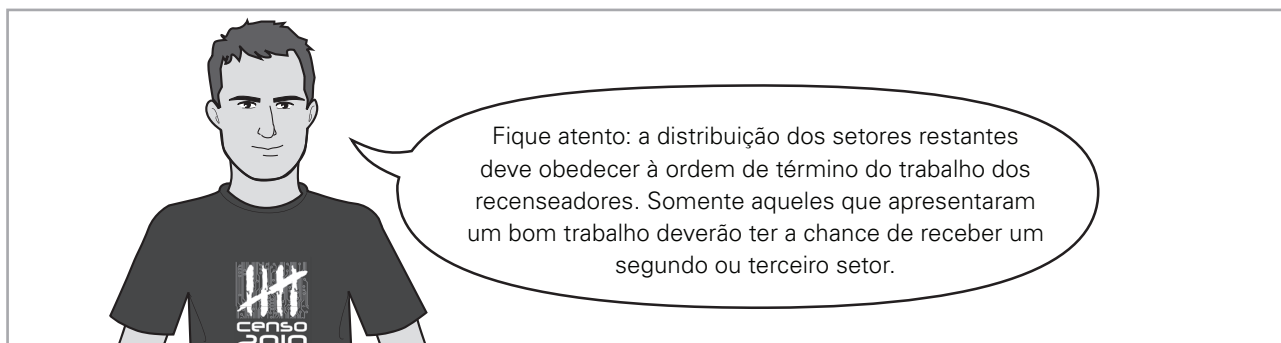 Fique atento: a distribuição dos setores restantes
deve obedecer à ordem de término do trabalho dos
recenseadores. Somente aqueles que apresentaram
um bom trabalho deverão ter a chance de receber um
segundo ou terceiro setor.
censo
2010